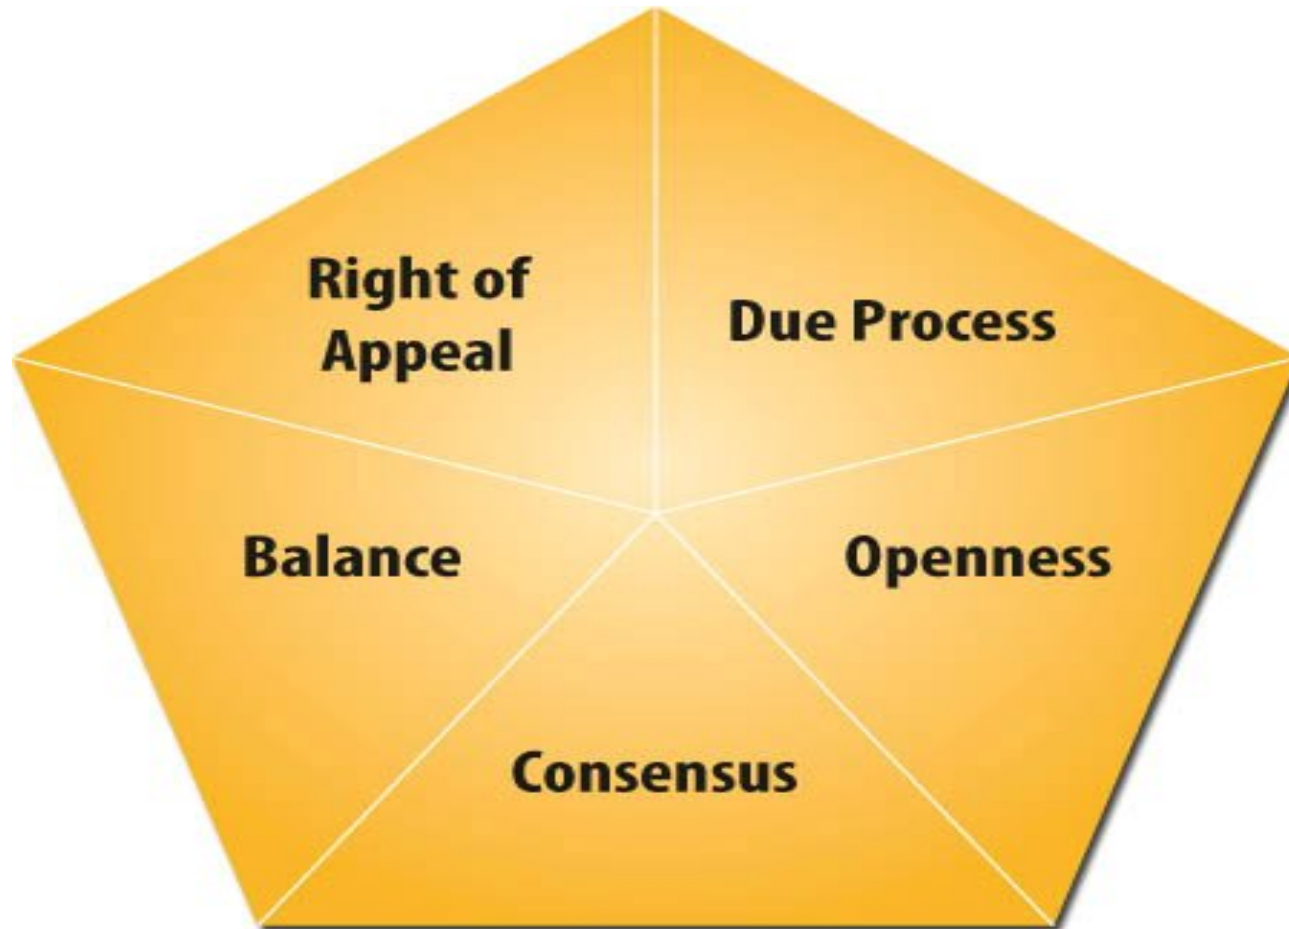 Right of
Appeal
Due Process
Balance
Openness
Consensus